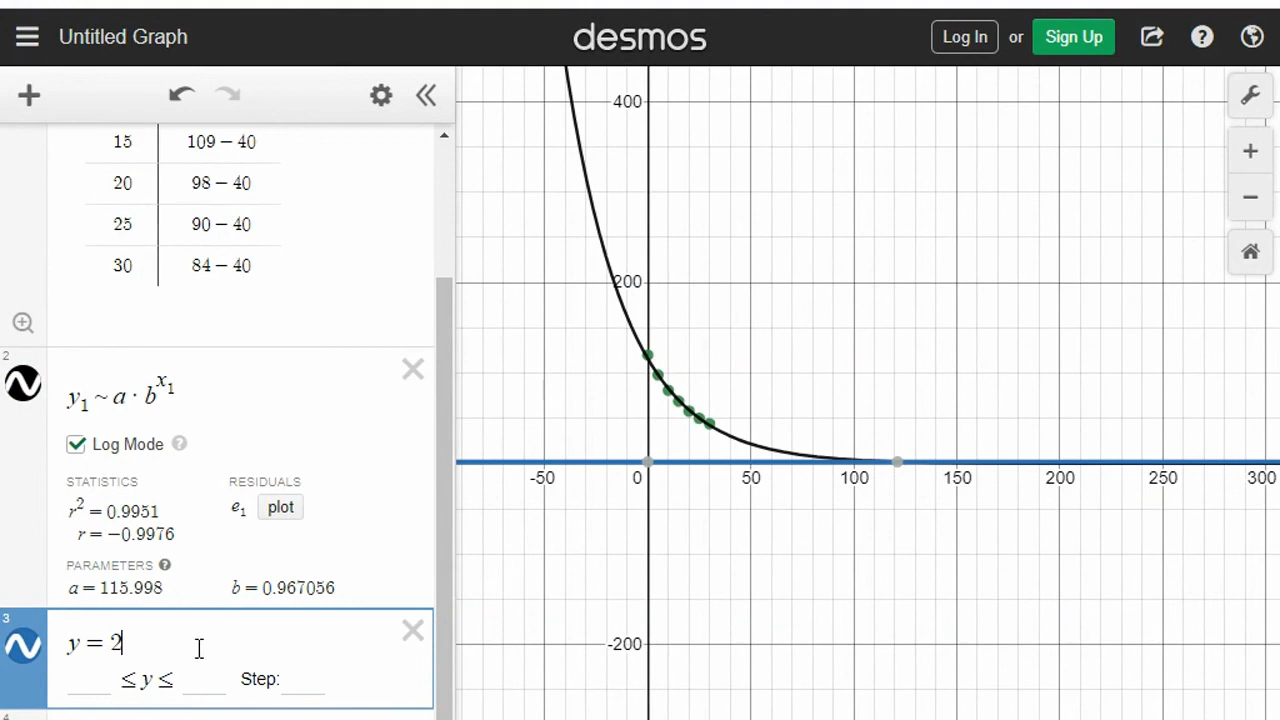 Untitled Graph
desmos
Log In or Sign Up
15 109 − 40
20 98 − 40
25 90 − 40
30 84 − 40
2
y₁ ~ a · b^x₁
Log Mode
STATISTICS RESIDUALS
r² = 0.9951 e₁ plot
r = −0.9976
PARAMETERS
a = 115.998 b = 0.967056
3
y = 2
≤ y ≤ Step:
4
400
200
-50 0 50 100 150 200 250 300
-200